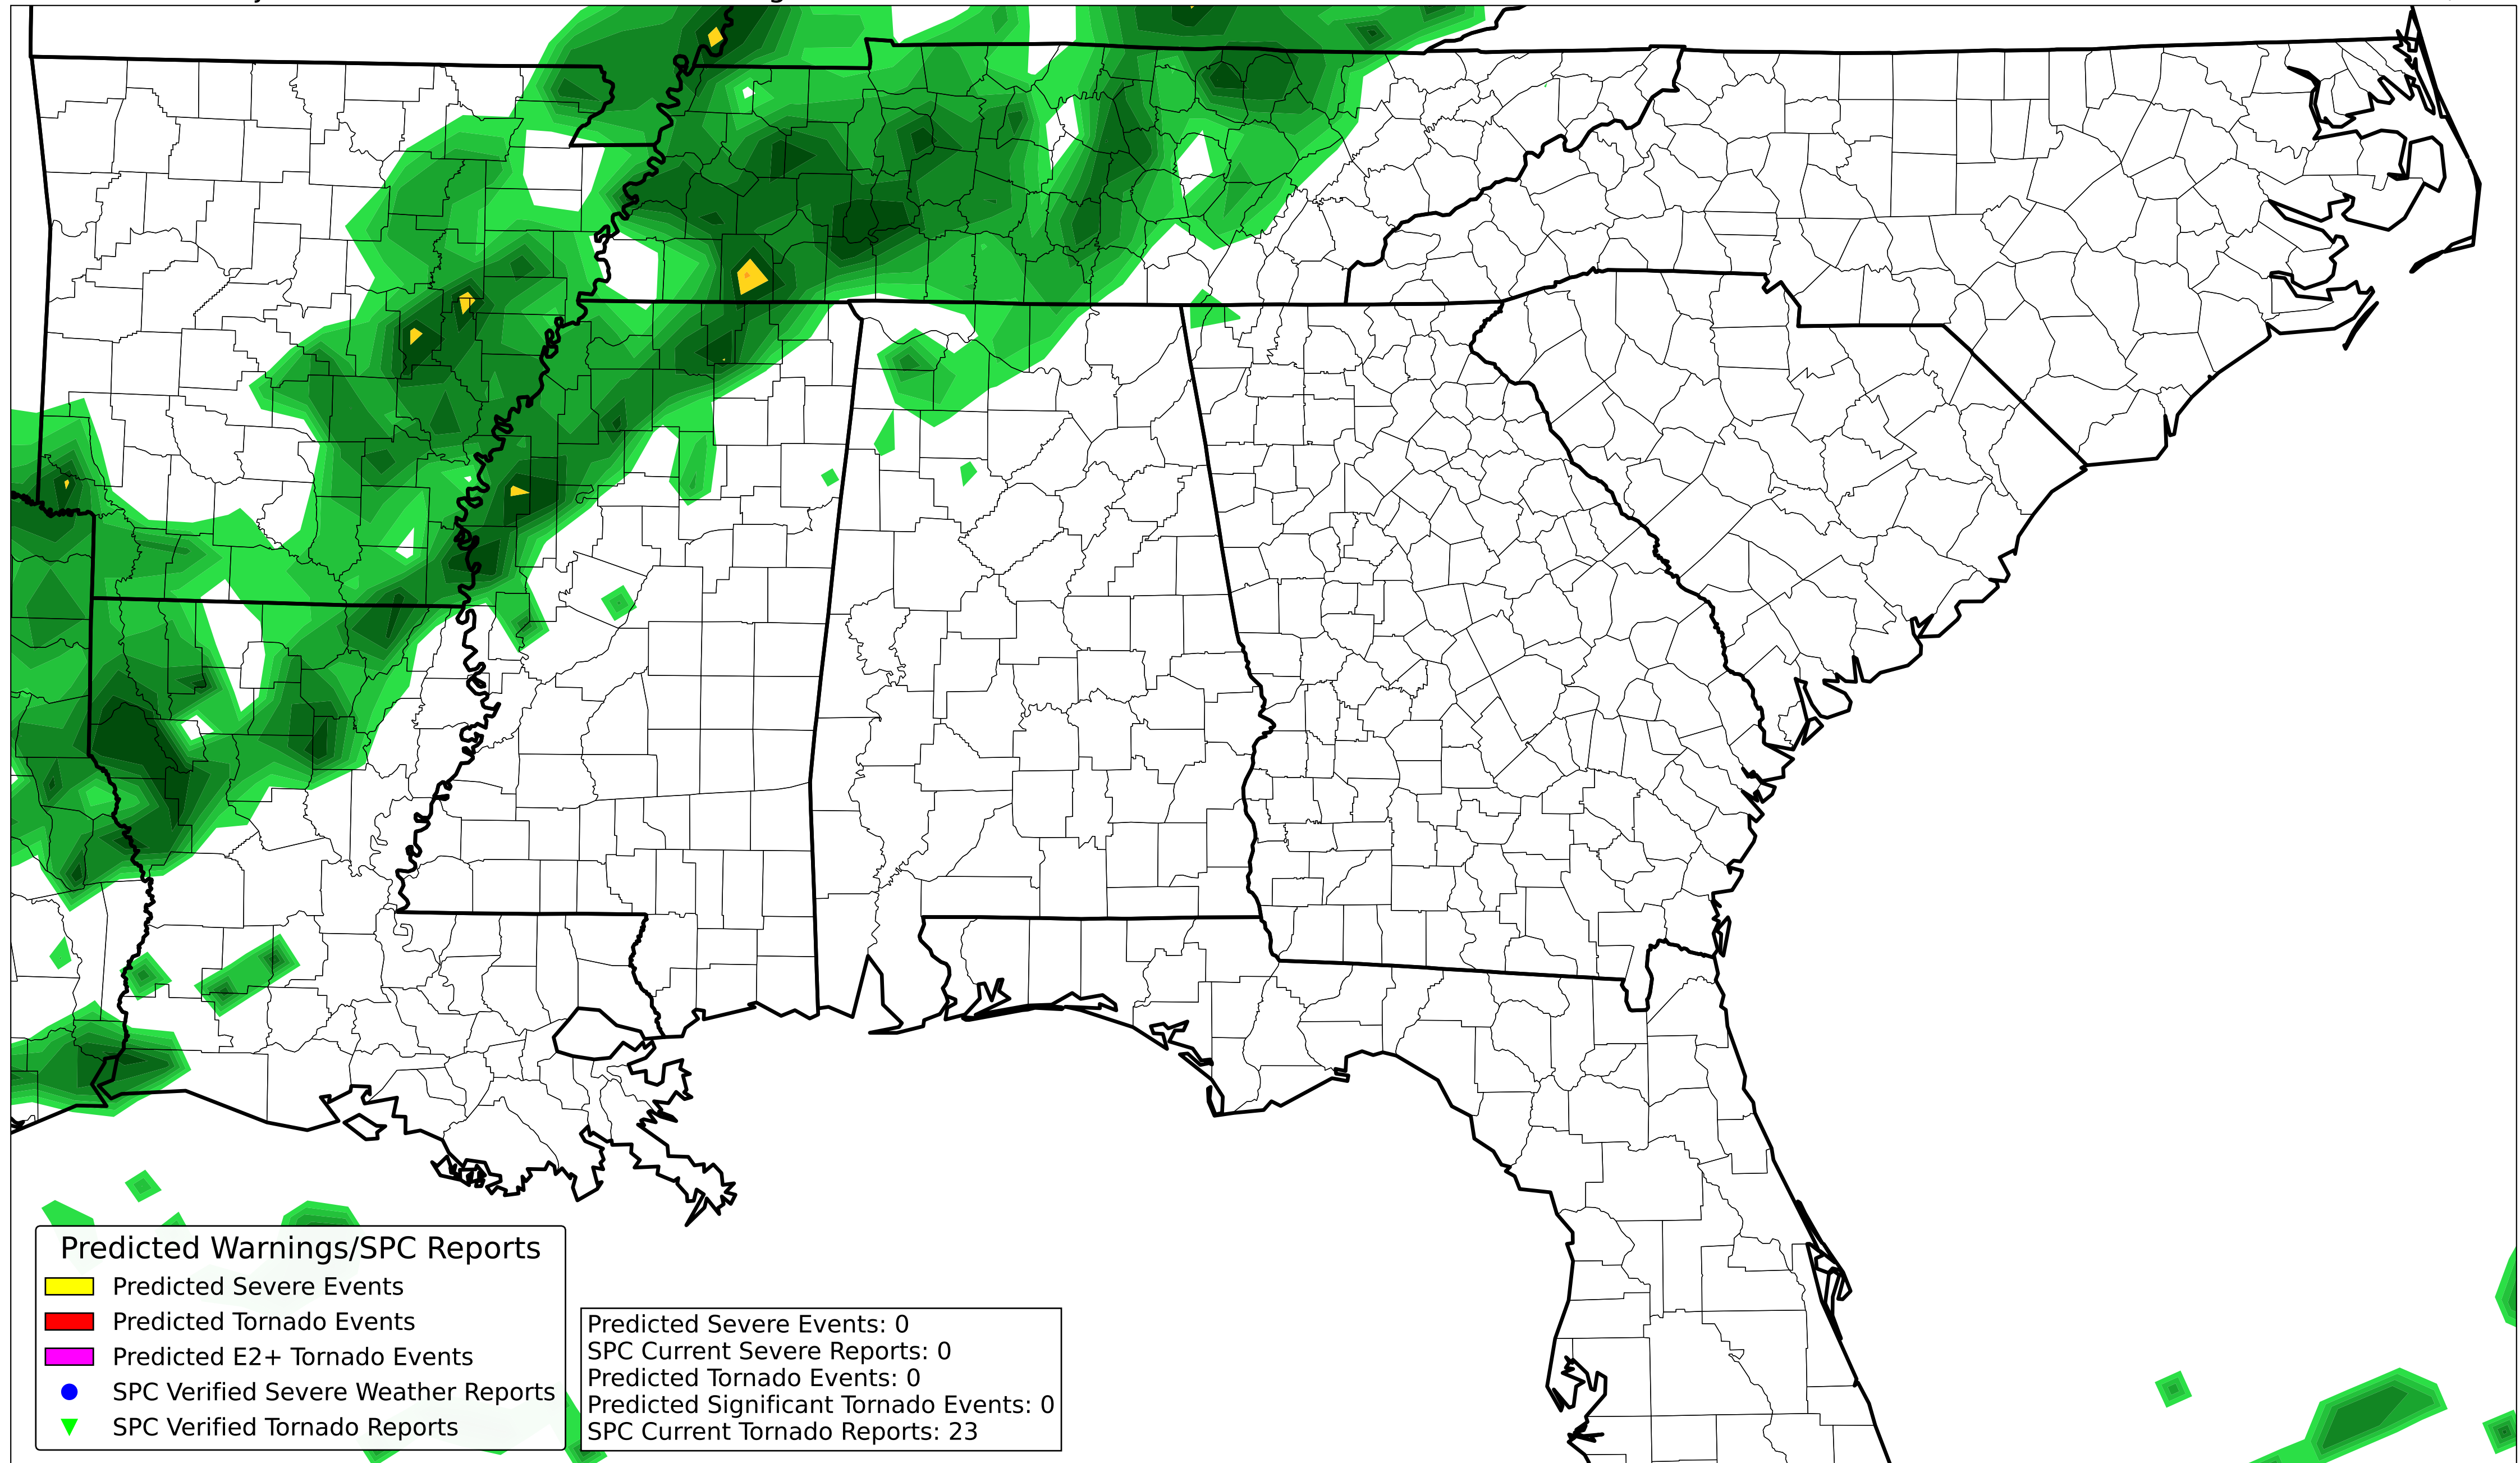 Predicted Warnings/SPC Reports
Predicted Severe Events
Predicted Tornado Events
Predicted E2+ Tornado Events
SPC Verified Severe Weather Reports
SPC Verified Tornado Reports
Predicted Severe Events: 0
SPC Current Severe Reports: 0
Predicted Tornado Events: 0
Predicted Significant Tornado Events: 0
SPC Current Tornado Reports: 23